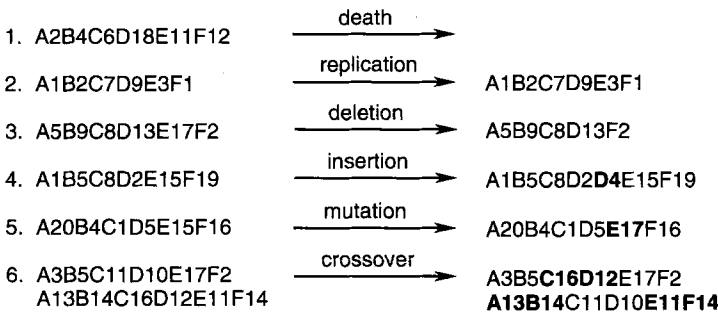 death
1. A2B4C6D18E11F12
replication
2. A1B2C7D9E3F1 A1B2C7D9E3F1
deletion
3. A5B9C8D13E17F2 A5B9C8D13F2
insertion
4. A1B5C8D2E15F19 A1B5C8D2D4E15F19
mutation
5. A20B4C1D5E15F16 A20B4C1D5E17F16
crossover
6. A3B5C11D10E17F2 A3B5C16D12E17F2
A13B14C16D12E11F14 A13B14C11D10E11F14